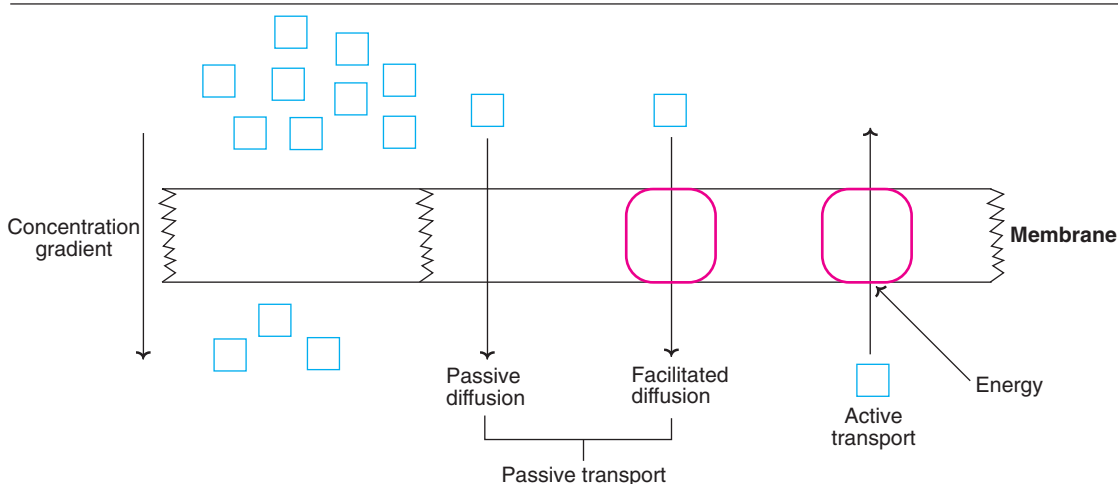 Concentration
gradient
Membrane
Passive
diffusion
Facilitated
diffusion
Energy
Active
transport
Passive transport